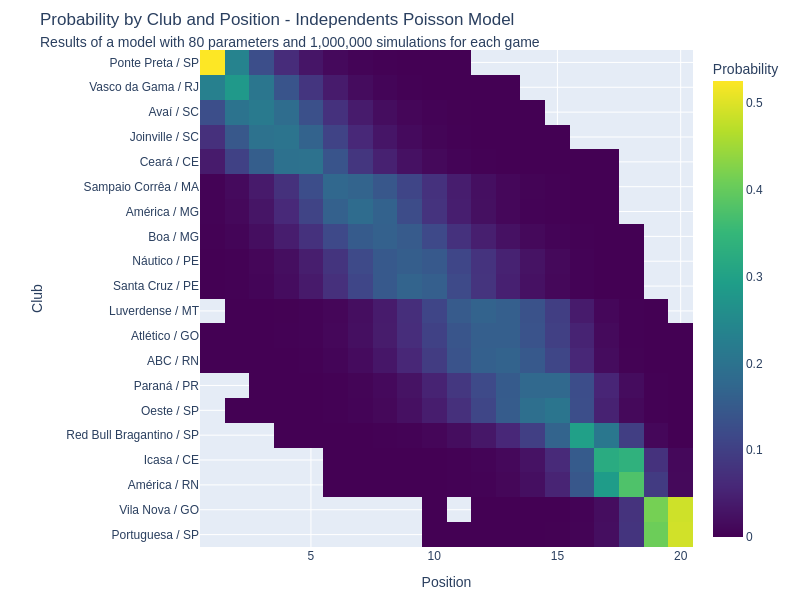 Probability by Club and Position - Independents Poisson Model
Results of a model with 80 parameters and 1,000,000 simulations for each game
Probability
Ponte Preta / SP
Vasco da Gama / RJ
Avaí / SC
Joinville / SC
Ceará / CE
Sampaio Corrêa / MA
América / MG
Boa / MG
Náutico / PE
Santa Cruz / PE
Luverdense / MT
Atlético / GO
ABC / RN
Paraná / PR
Oeste / SP
Red Bull Bragantino / SP
Icasa / CE
América / RN
Vila Nova / GO
Portuguesa / SP
Club
5
10
15
20
Position
0.5
0.4
0.3
0.2
0.1
0